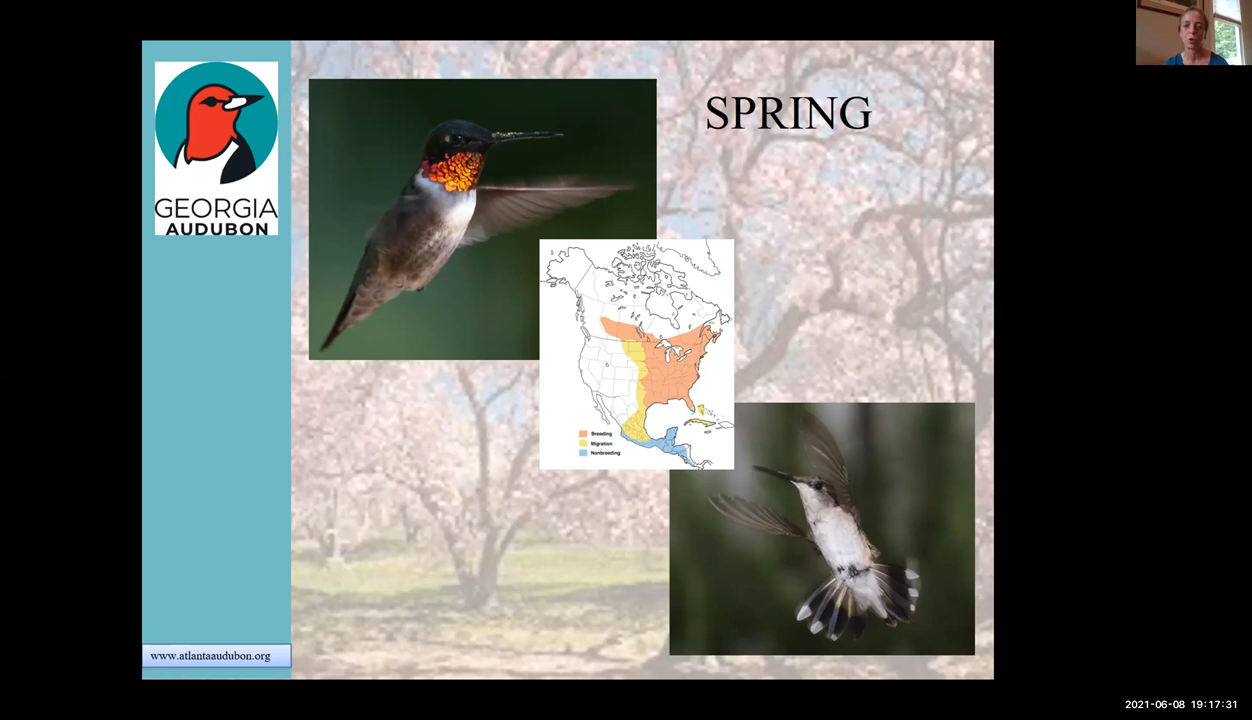 GEORGIA
AUDUBON
SPRING
Breeding
Migration
Nonbreeding
www.atlantaaudubon.org
2021-06-08 19:17:31